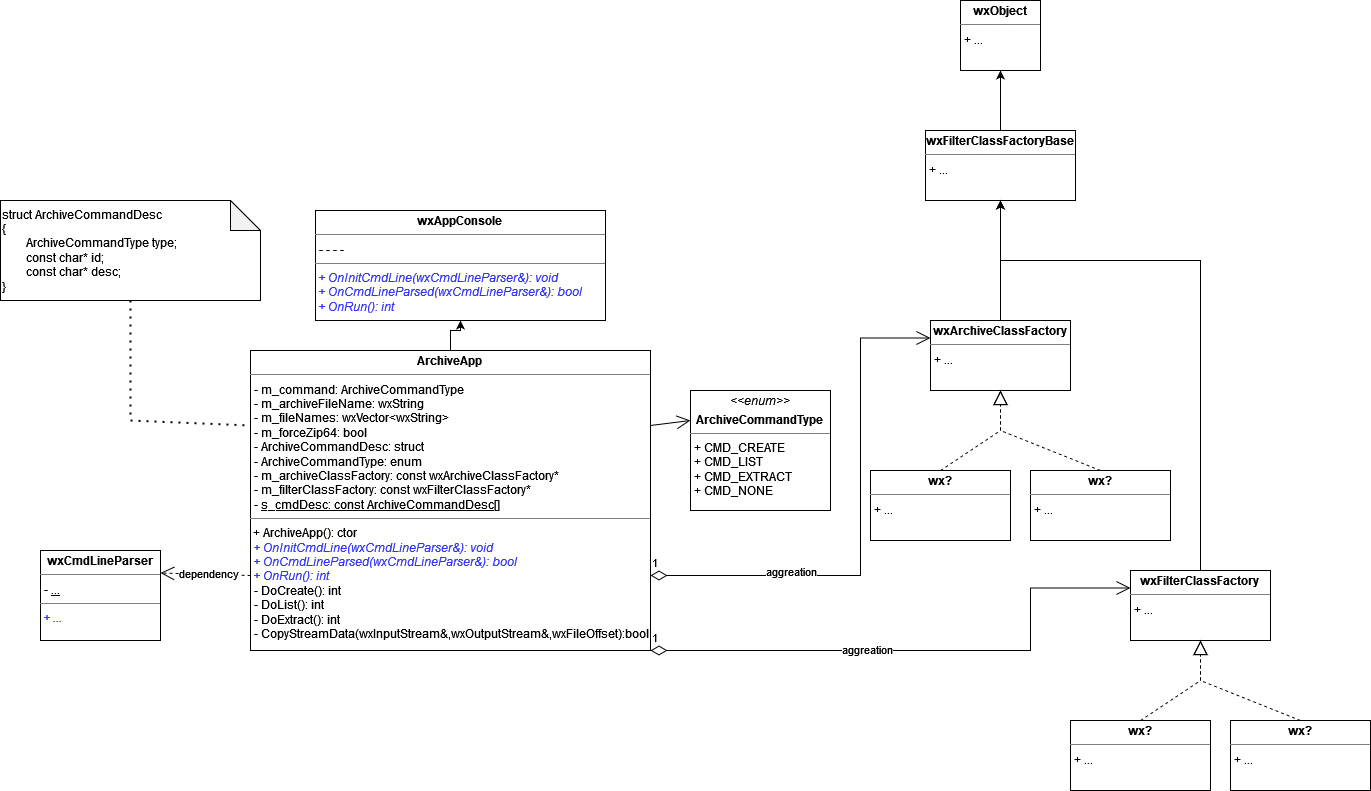 wxObject
+ ...
wxFilterClassFactoryBase
+ ...
struct ArchiveCommandDesc
{
ArchiveCommandType type;
const char* id;
const char* desc;
}
wxAppConsole
- - - -
+ OnInitCmdLine(wxCmdLineParser&): void
+ OnCmdLineParsed(wxCmdLineParser&): bool
+ OnRun(): int
ArchiveApp
- m_command: ArchiveCommandType
- m_archiveFileName: wxString
- m_fileNames: wxVector<wxString>
- m_forceZip64: bool
- ArchiveCommandDesc: struct
- ArchiveCommandType: enum
- m_archiveClassFactory: const wxArchiveClassFactory*
- m_filterClassFactory: const wxFilterClassFactory*
- s_cmdDesc: const ArchiveCommandDesc[]
+ ArchiveApp(): ctor
+ OnInitCmdLine(wxCmdLineParser&): void
+ OnCmdLineParsed(wxCmdLineParser&): bool
+ OnRun(): int
- DoCreate(): int
- DoList(): int
- DoExtract(): int
- CopyStreamData(wxInputStream&,wxOutputStream&,wxFileOffset):bool
<<enum>>
ArchiveCommandType
+ CMD_CREATE
+ CMD_LIST
+ CMD_EXTRACT
+ CMD_NONE
wxArchiveClassFactory
+ ...
wx?
+ ...
wx?
+ ...
wxCmdLineParser
- ...
+ ...
dependency
1
aggreation
1
aggreation
wxFilterClassFactory
+ ...
wx?
+ ...
wx?
+ ...